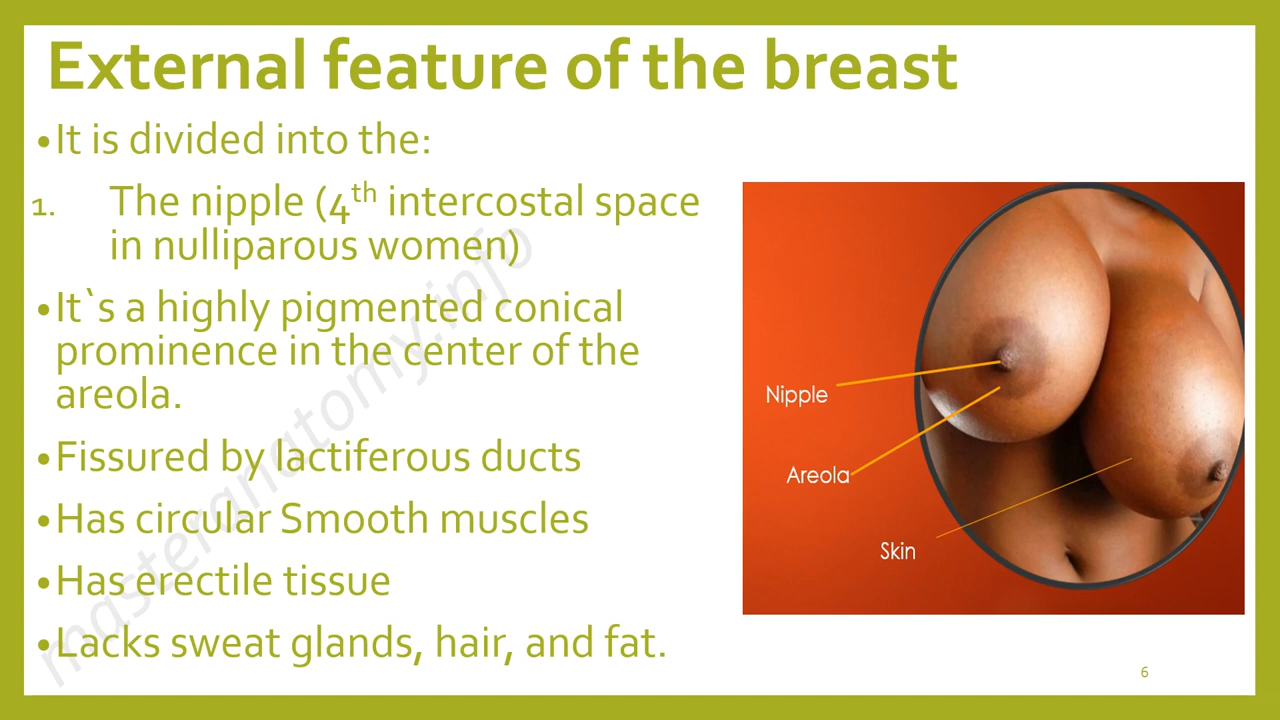 External feature of the breast
•It is divided into the:
1. The nipple (4th intercostal space
in nulliparous women)
•It`s a highly pigmented conical
prominence in the center of the
areola.
•Fissured by lactiferous ducts
•Has circular Smooth muscles
•Has erectile tissue
•Lacks sweat glands, hair, and fat.
Nipple
Areola
Skin
6
masteranatomy.info